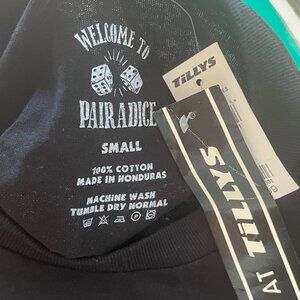 WELCOME TO
PAIRADICE
SMALL
100% COTTON
MADE IN HONDURAS
MACHINE WASH
TUMBLE DRY NORMAL
TILLYS
AT TILLYS